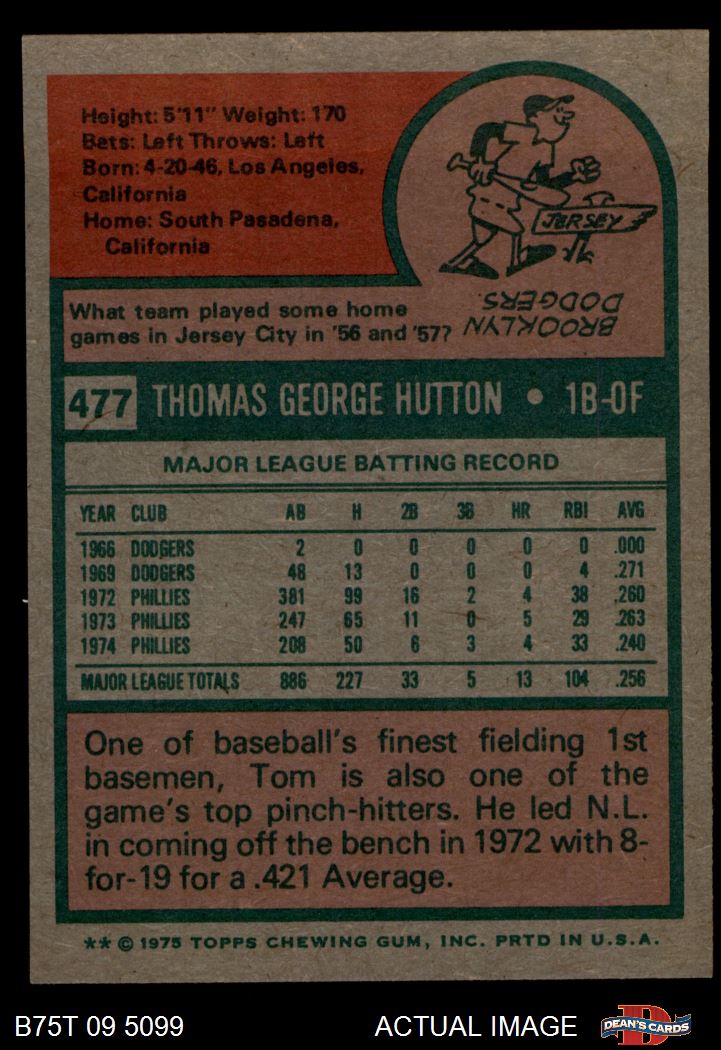 Height: 5'11" Weight: 170
Bats: Left Throws: Left
Born: 4-20-46, Los Angeles,
California
Home: South Pasadena,
California
JERSEY
What team played some home
games in Jersey City in '56 and '57?
BROOKLYN
DODGERS.
477 THOMAS GEORGE HUTTON • 1B-OF
MAJOR LEAGUE BATTING RECORD
YEAR CLUB AB H 2B 3B HR RBI AVG
1966 DODGERS 2 0 0 0 0 0 .000
1969 DODGERS 48 13 0 0 0 4 .271
1972 PHILLIES 381 99 16 2 4 38 .260
1973 PHILLIES 247 65 11 0 5 29 .263
1974 PHILLIES 208 50 6 3 4 33 .240
MAJOR LEAGUE TOTALS 886 227 33 5 13 104 .256
One of baseball's finest fielding 1st
basemen, Tom is also one of the
game's top pinch-hitters. He led N.L.
in coming off the bench in 1972 with 8-
for-19 for a .421 Average.
** © 1975 TOPPS CHEWING GUM, INC. PRTD IN U.S.A.
B75T 09 5099 ACTUAL IMAGE
DEAN'S CARDS